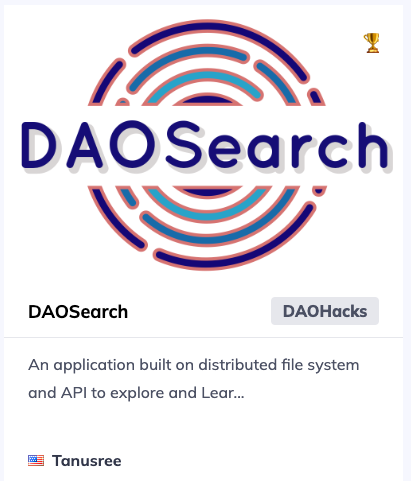 DAOSearch
DAOSearch
DAOHacks
An application built on distributed file system
and API to explore and Lear...
Tanusree